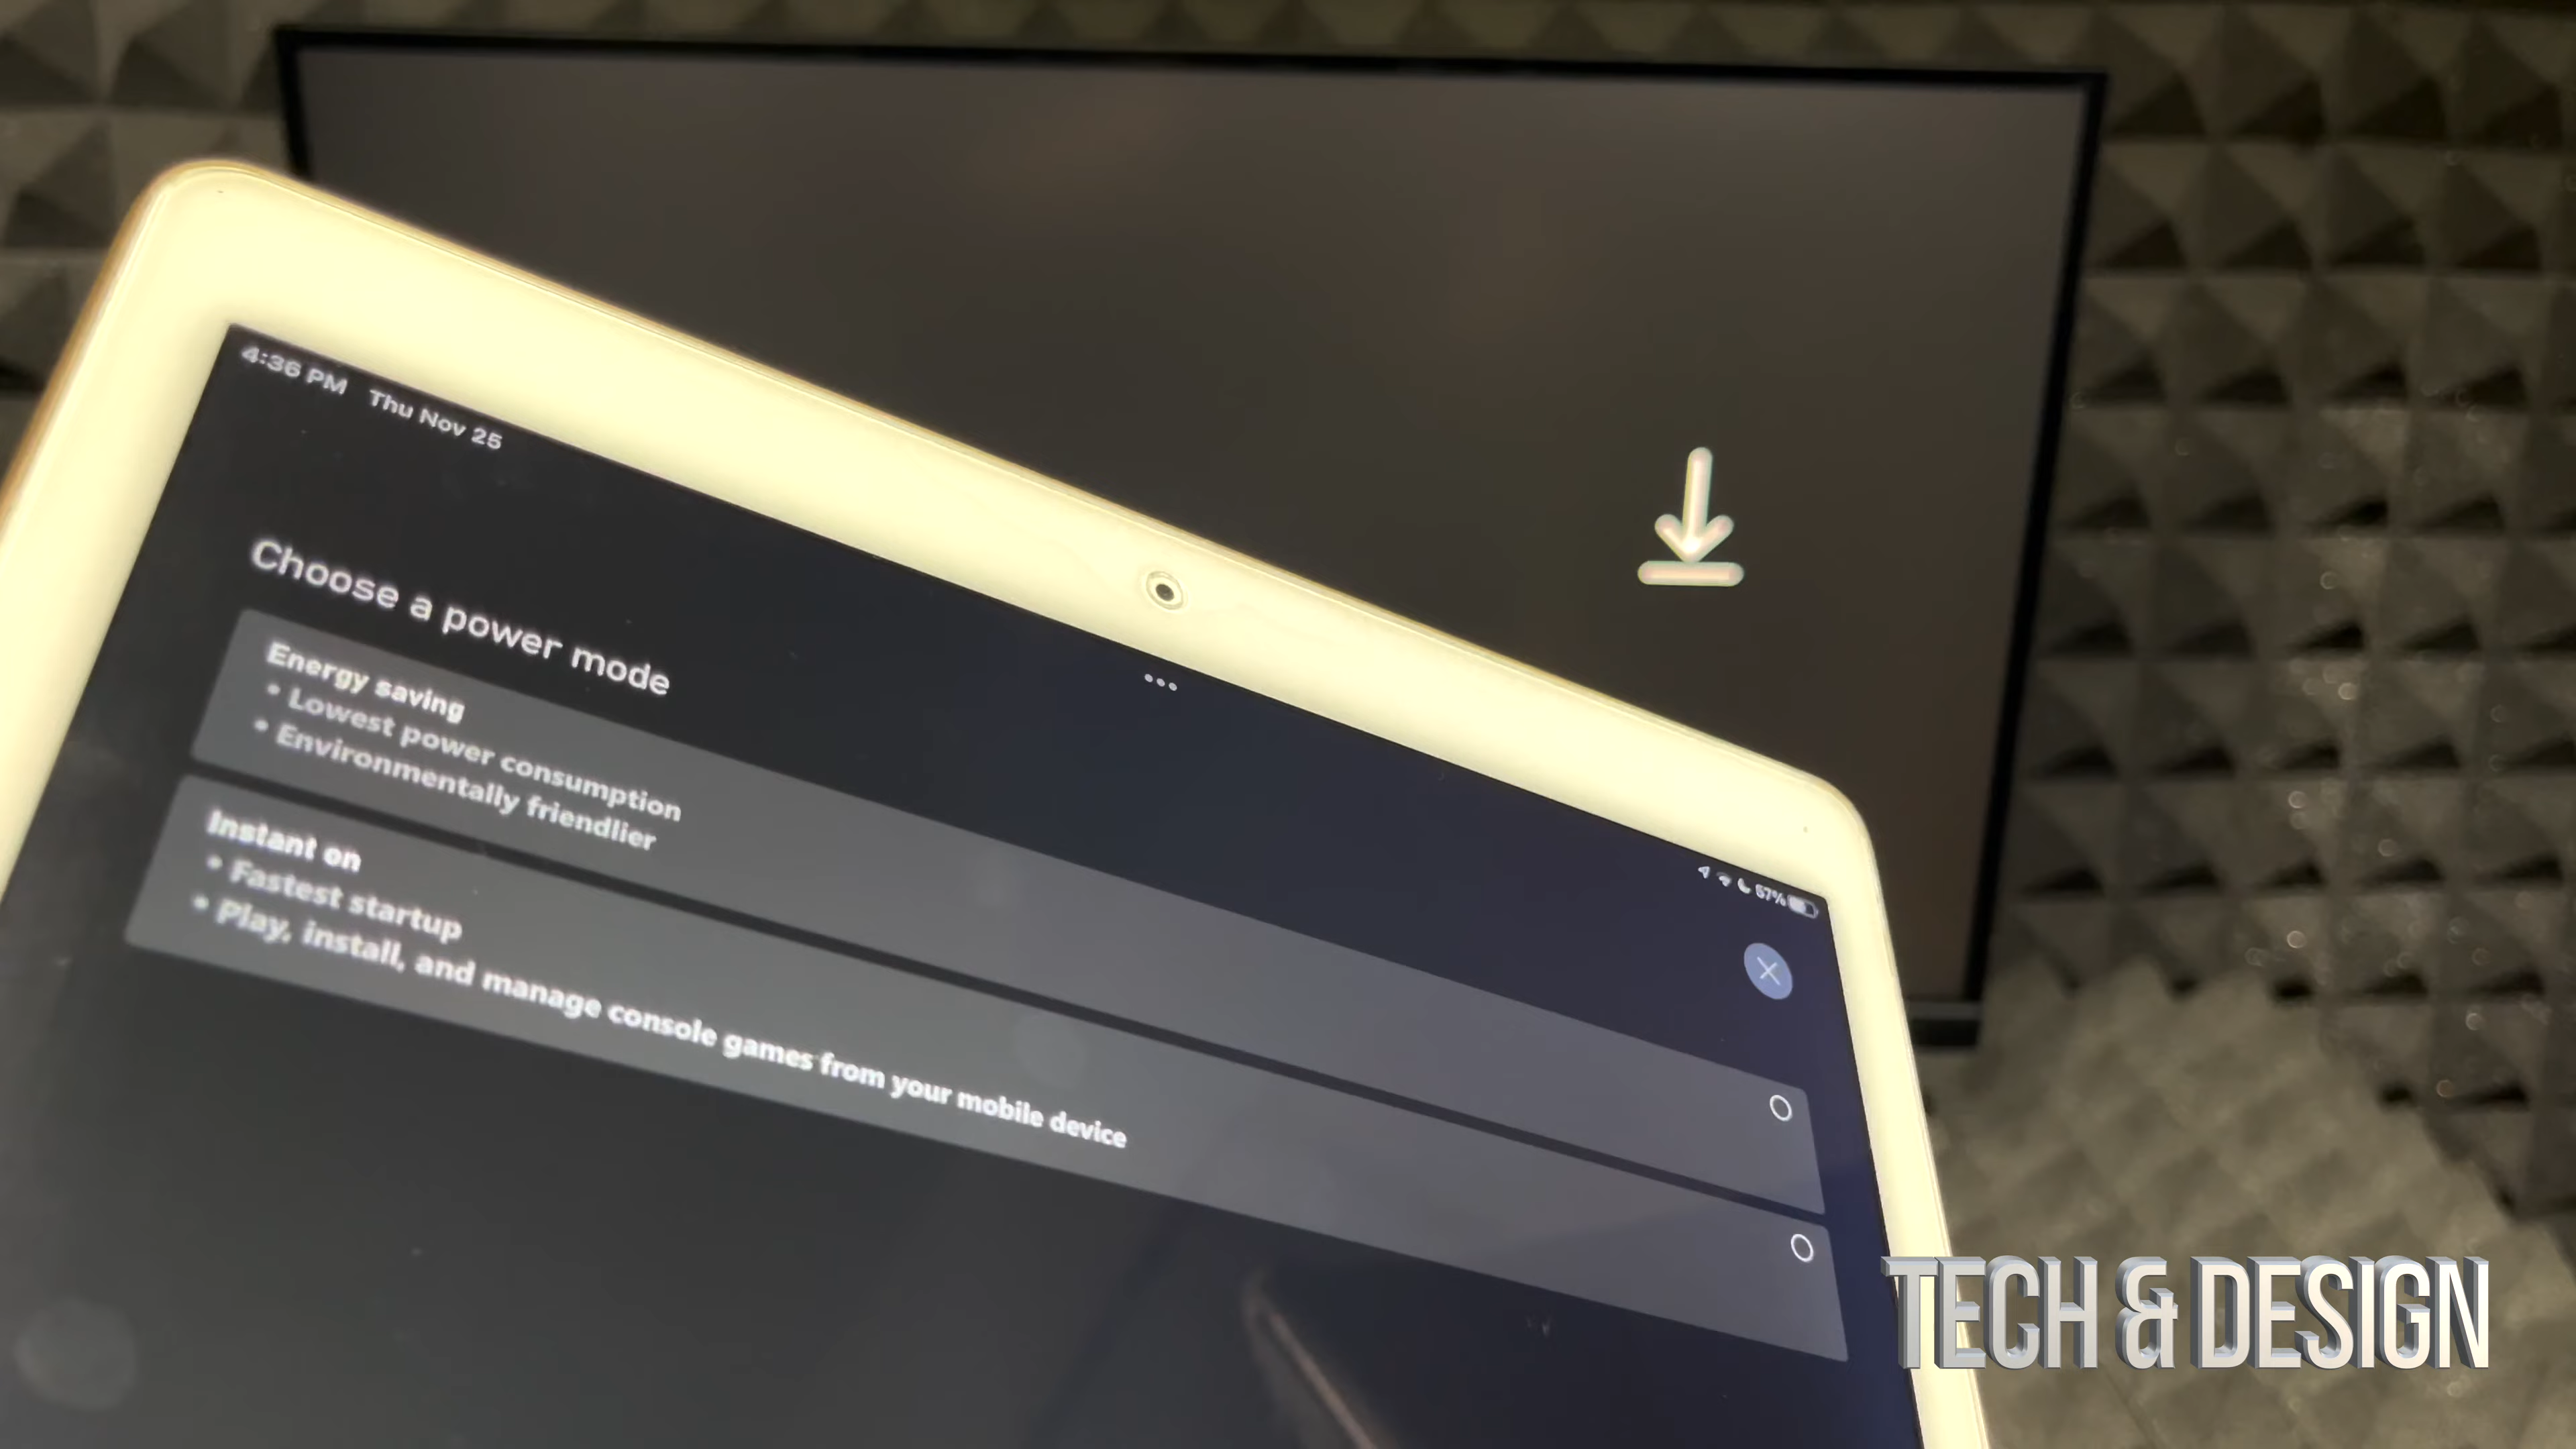 4:36 PM Thu Nov 25
57%
Choose a power mode
Energy saving
• Lowest power consumption
• Environmentally friendlier
Instant on
• Fastest startup
• Play, install, and manage console games from your mobile device
TECH & DESIGN